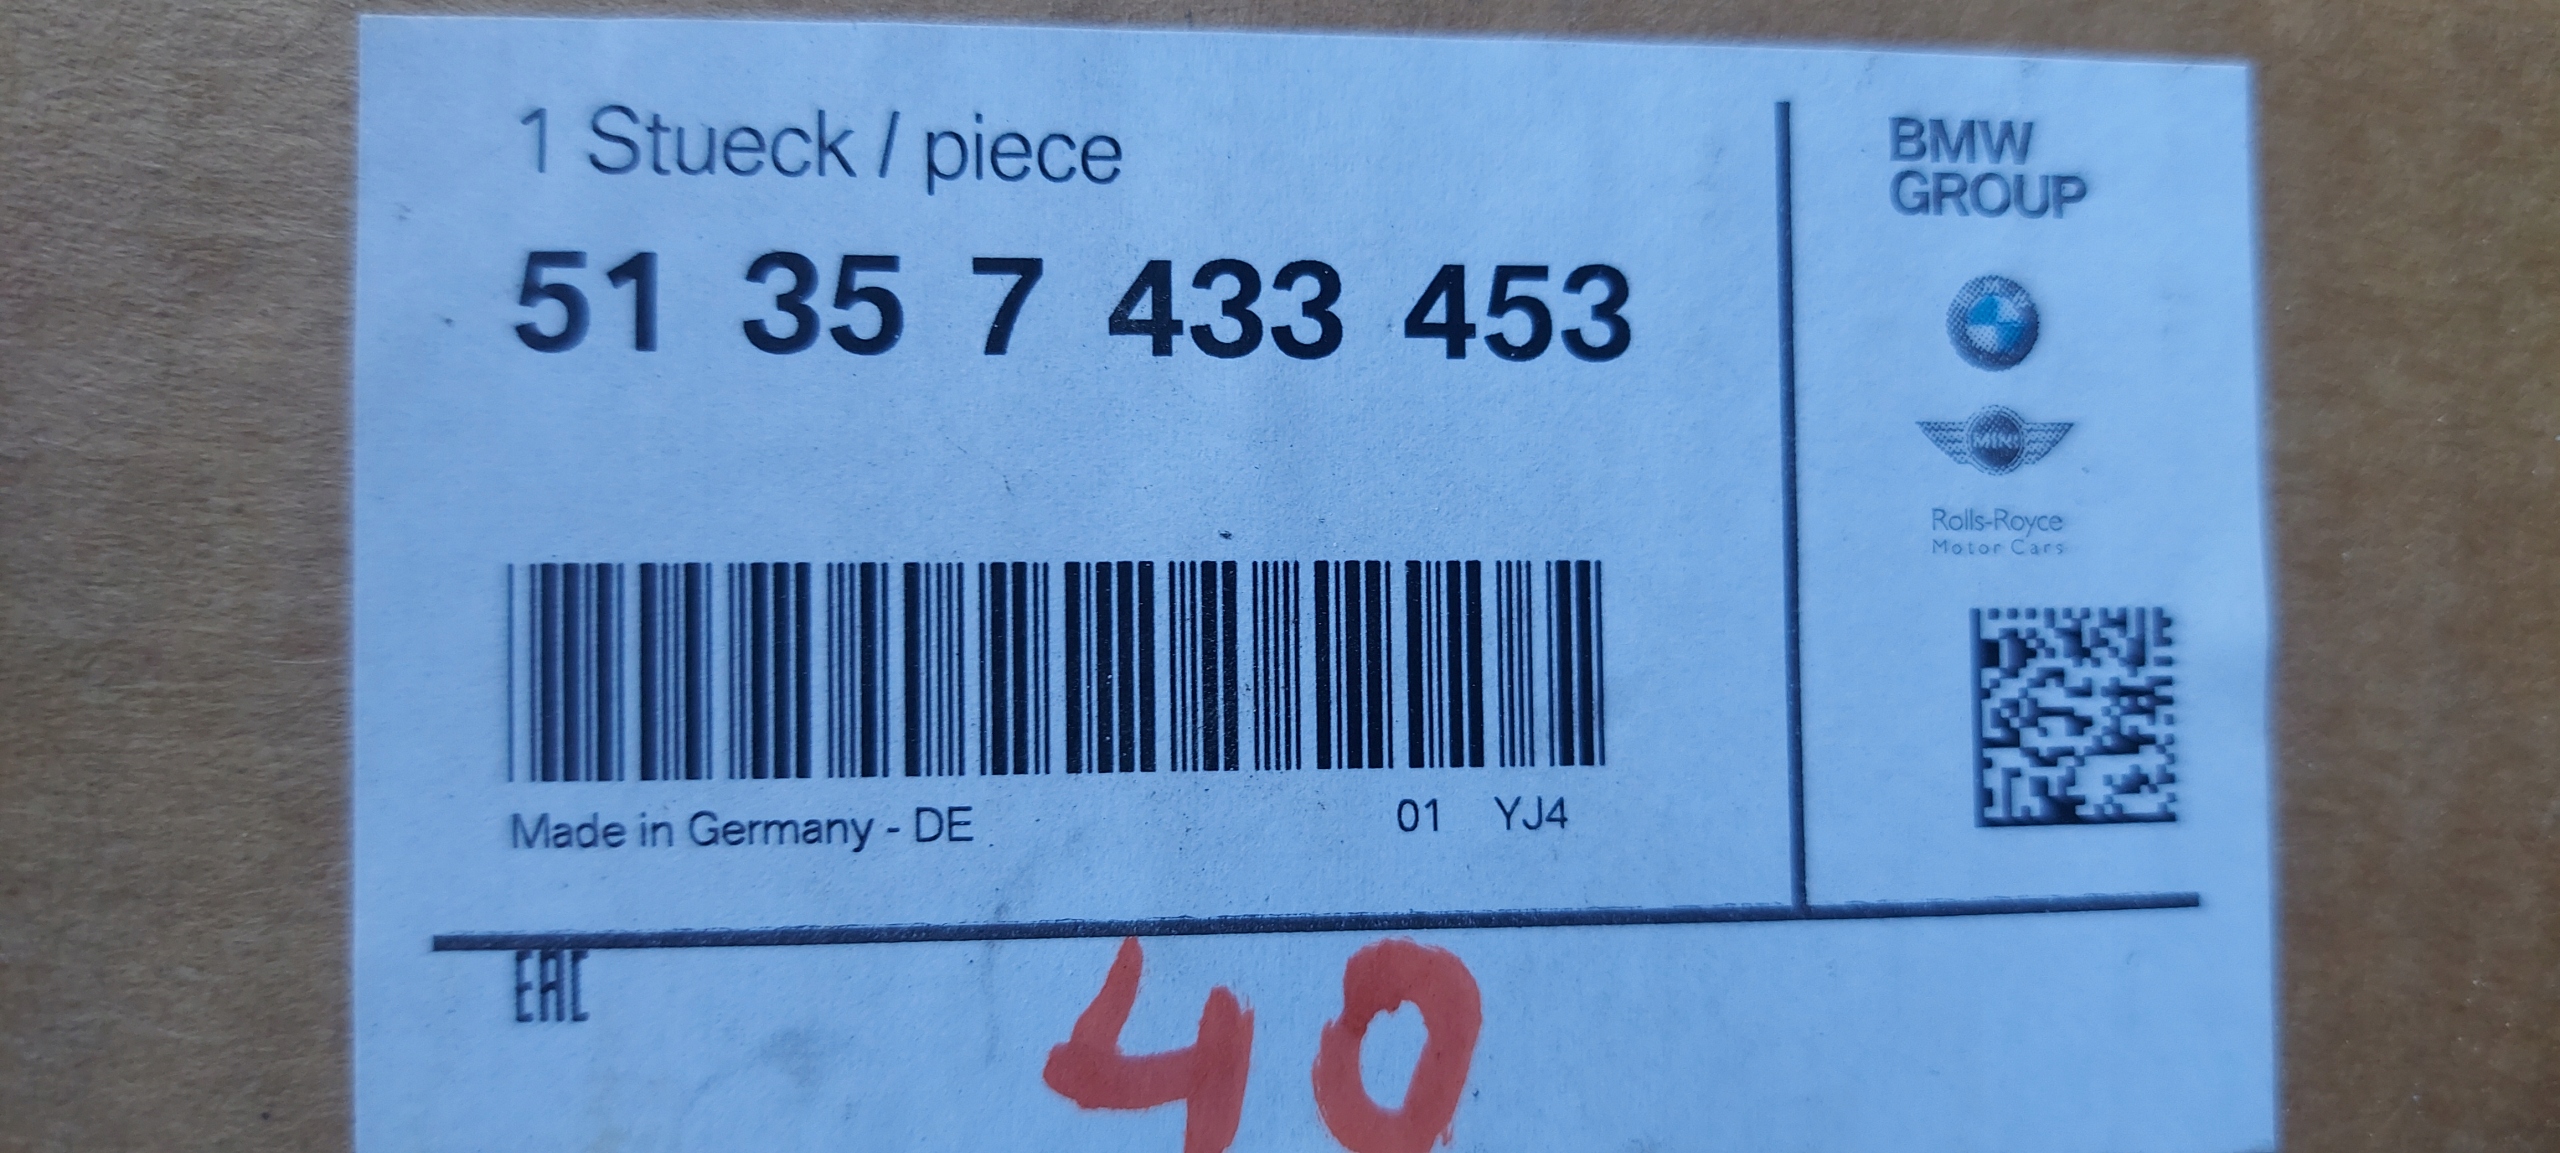 1 Stueck / piece
51 35 7 433 453
Made in Germany - DE
01 YJ4
BMW
GROUP
MINI
Rolls-Royce
Motor Cars
EAC
40